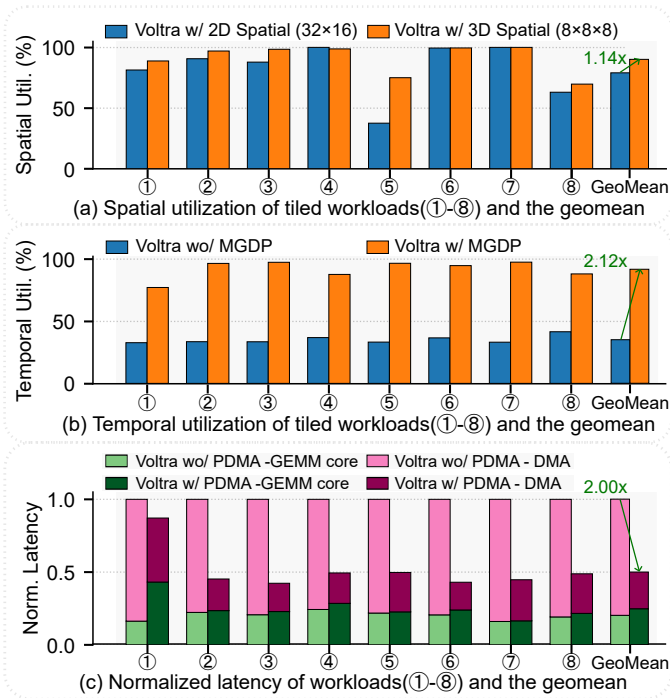 Voltra w/ 2D Spatial (32×16) Voltra w/ 3D Spatial (8×8×8)
Spatial Util. (%)
100
50
0
1.14x
① ② ③ ④ ⑤ ⑥ ⑦ ⑧ GeoMean
(a) Spatial utilization of tiled workloads(①-⑧) and the geomean
Voltra wo/ MGDP Voltra w/ MGDP
Temporal Util. (%)
100
50
0
2.12x
① ② ③ ④ ⑤ ⑥ ⑦ ⑧ GeoMean
(b) Temporal utilization of tiled workloads(①-⑧) and the geomean
Voltra wo/ PDMA -GEMM core Voltra wo/ PDMA - DMA
Voltra w/ PDMA -GEMM core Voltra w/ PDMA - DMA
Norm. Latency
1.0
0.5
0.0
2.00x
① ② ③ ④ ⑤ ⑥ ⑦ ⑧ GeoMean
(c) Normalized latency of workloads(①-⑧) and the geomean